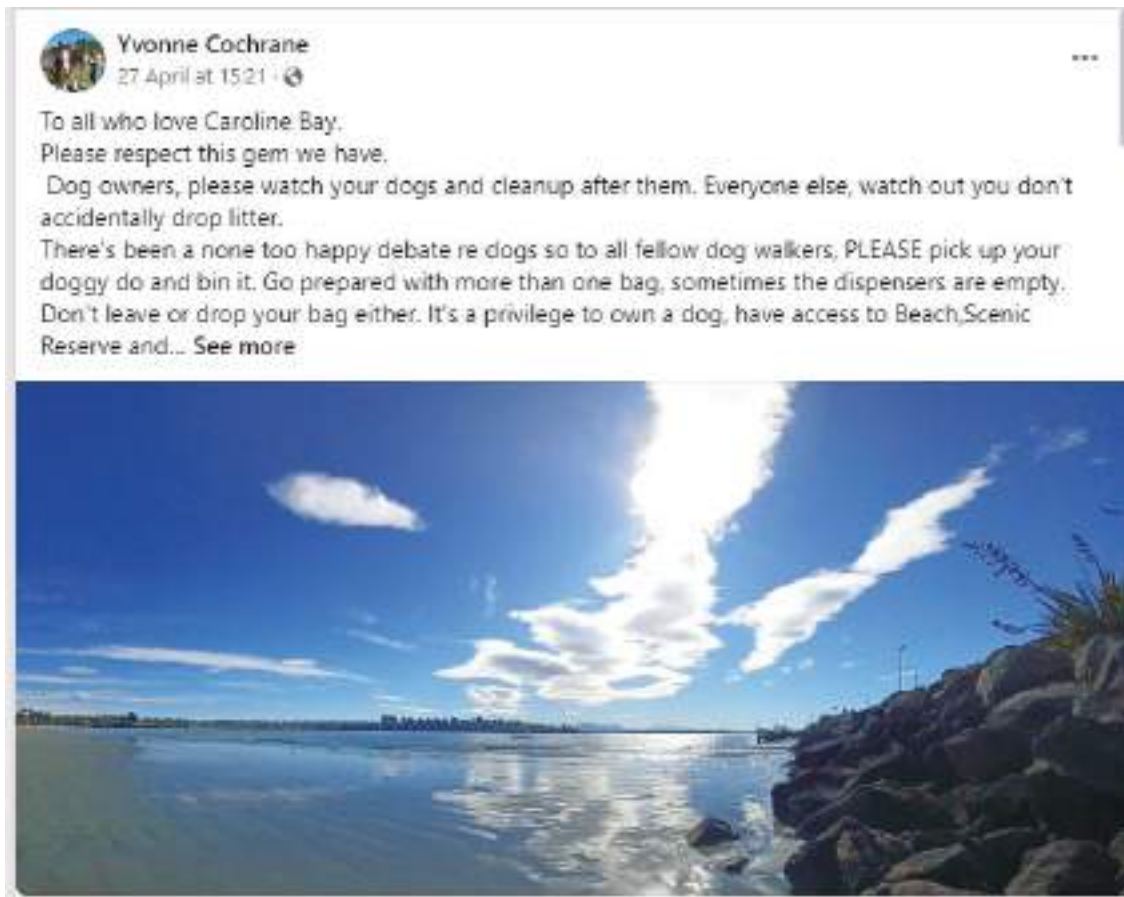 Yvonne Cochrane
27 April at 15:21 ·
To all who love Caroline Bay.
Please respect this gem we have.
Dog owners, please watch your dogs and cleanup after them. Everyone else, watch out you don't
accidentally drop litter.
There's been a none too happy debate re dogs so to all fellow dog walkers, PLEASE pick up your
doggy do and bin it. Go prepared with more than one bag, sometimes the dispensers are empty.
Don't leave or drop your bag either. It's a privilege to own a dog, have access to Beach,Scenic
Reserve and... See more